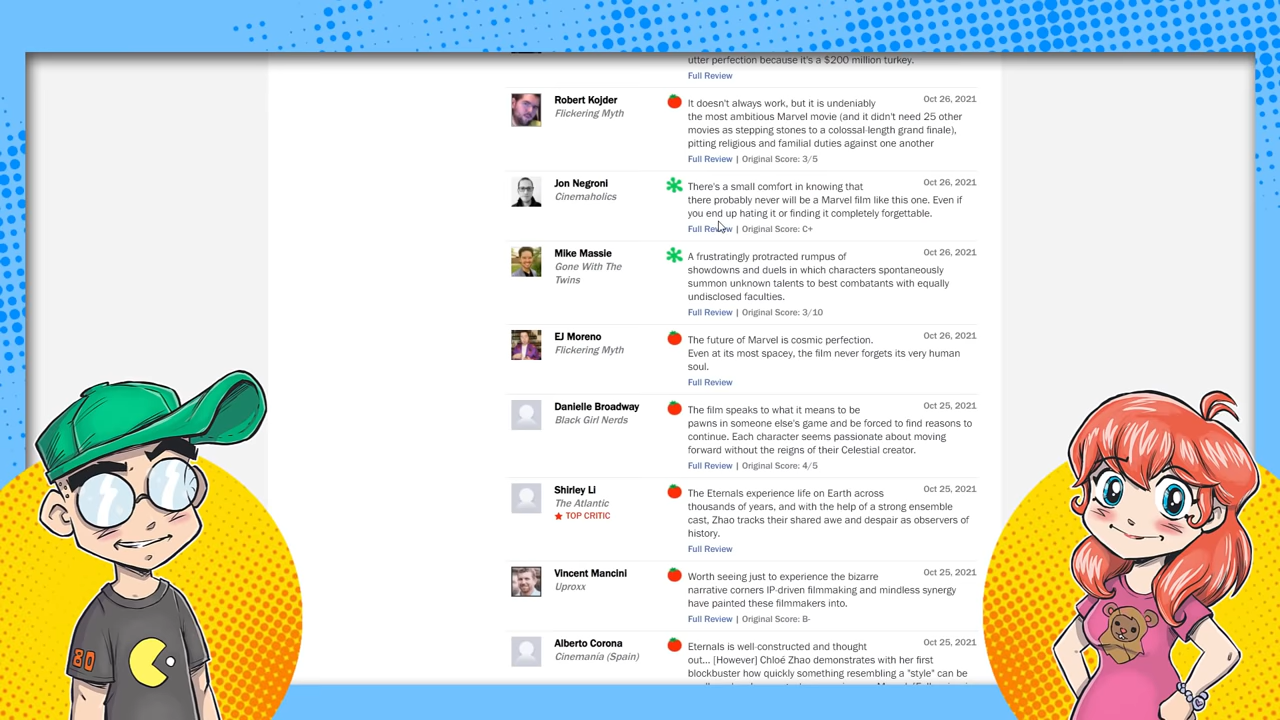 utter perfection because it's a $200 million turkey.
Full Review
Robert Kojder
Flickering Myth
Oct 26, 2021
It doesn't always work, but it is undeniably
the most ambitious Marvel movie (and it didn't need 25 other
movies as stepping stones to a colossal-length grand finale),
pitting religious and familial duties against one another
Full Review | Original Score: 3/5
Jon Negroni
Cinemaholics
Oct 26, 2021
There's a small comfort in knowing that
there probably never will be a Marvel film like this one. Even if
you end up hating it or finding it completely forgettable.
Full Review | Original Score: C+
Mike Massie
Gone With The
Twins
Oct 26, 2021
A frustratingly protracted rumpus of
showdowns and duels in which characters spontaneously
summon unknown talents to best combatants with equally
undisclosed faculties.
Full Review | Original Score: 3/10
EJ Moreno
Flickering Myth
Oct 26, 2021
The future of Marvel is cosmic perfection.
Even at its most spacey, the film never forgets its very human
soul.
Full Review
Danielle Broadway
Black Girl Nerds
Oct 25, 2021
The film speaks to what it means to be
pawns in someone else's game and be forced to find reasons to
continue. Each character seems passionate about moving
forward without the reigns of their Celestial creator.
Full Review | Original Score: 4/5
Shirley Li
The Atlantic
TOP CRITIC
Oct 25, 2021
The Eternals experience life on Earth across
thousands of years, and with the help of a strong ensemble
cast, Zhao tracks their shared awe and despair as observers of
history.
Full Review
Vincent Mancini
Uproxx
Oct 25, 2021
Worth seeing just to experience the bizarre
narrative corners IP-driven filmmaking and mindless synergy
have painted these filmmakers into.
Full Review | Original Score: B-
Alberto Corona
Cinemanía (Spain)
Oct 25, 2021
Eternals is well-constructed and thought
out... [However] Chloé Zhao demonstrates with her first
blockbuster how quickly something resembling a "style" can be
80